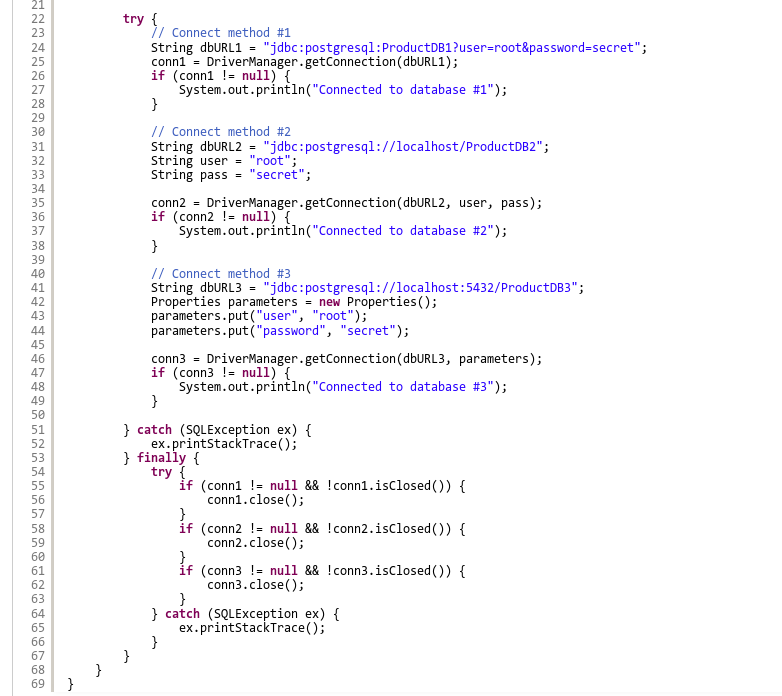 21
22 try {
23 // Connect method #1
24 String dbURL1 = "jdbc:postgresql:ProductDB1?user=root&password=secret";
25 conn1 = DriverManager.getConnection(dbURL1);
26 if (conn1 != null) {
27 System.out.println("Connected to database #1");
28 }
29
30 // Connect method #2
31 String dbURL2 = "jdbc:postgresql://localhost/ProductDB2";
32 String user = "root";
33 String pass = "secret";
34
35 conn2 = DriverManager.getConnection(dbURL2, user, pass);
36 if (conn2 != null) {
37 System.out.println("Connected to database #2");
38 }
39
40 // Connect method #3
41 String dbURL3 = "jdbc:postgresql://localhost:5432/ProductDB3";
42 Properties parameters = new Properties();
43 parameters.put("user", "root");
44 parameters.put("password", "secret");
45
46 conn3 = DriverManager.getConnection(dbURL3, parameters);
47 if (conn3 != null) {
48 System.out.println("Connected to database #3");
49 }
50
51 } catch (SQLException ex) {
52 ex.printStackTrace();
53 } finally {
54 try {
55 if (conn1 != null && !conn1.isClosed()) {
56 conn1.close();
57 }
58 if (conn2 != null && !conn2.isClosed()) {
59 conn2.close();
60 }
61 if (conn3 != null && !conn3.isClosed()) {
62 conn3.close();
63 }
64 } catch (SQLException ex) {
65 ex.printStackTrace();
66 }
67 }
68 }
69 }